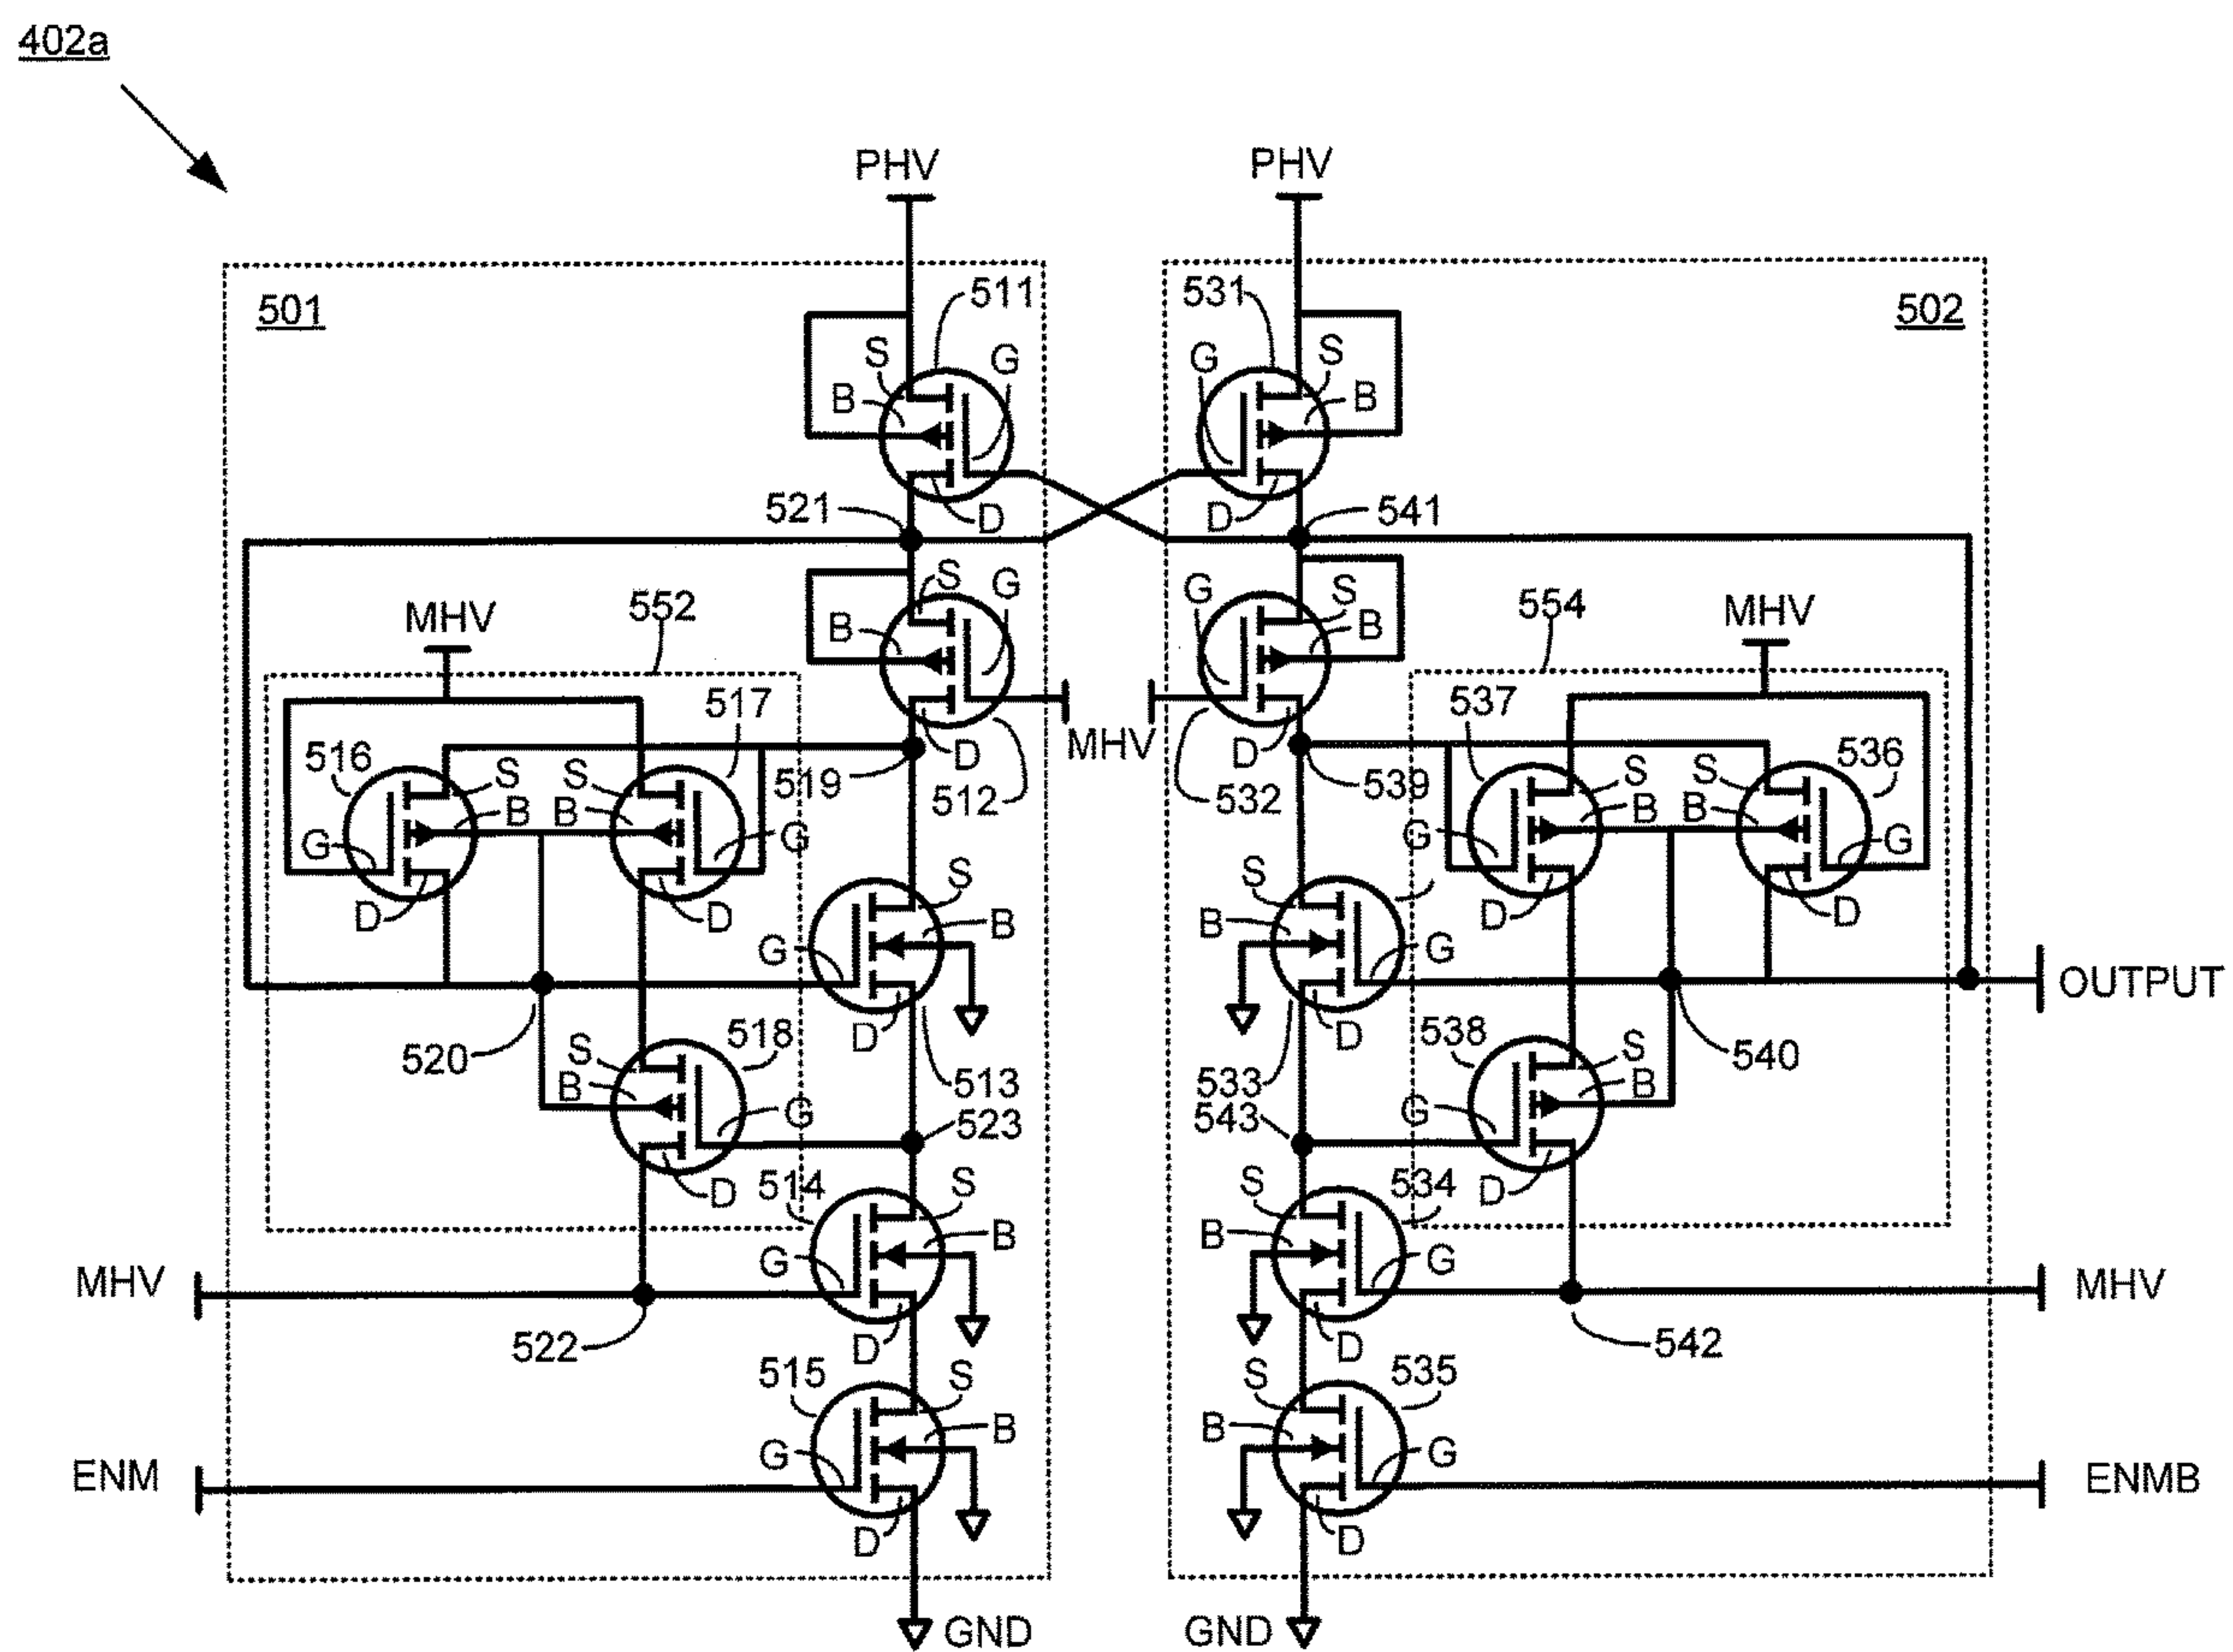 402a
PHV PHV
501 511 531 502
S G G S
B B
D D
521 541
S G G S
B B
MHV 552 554 MHV
517 537
D MHV D
516 519 512 532 539 536
S S S S
B B B B
G G G G
D D D D
S S
B B
G G
D D
OUTPUT
520 518 513 533 538 540
S S
B B
G G
523 543
D D
514 534
S S
B B
G G
MHV MHV
D D
522 542
515 535
S S
B B
G G
ENM ENMB
D D
GND GND